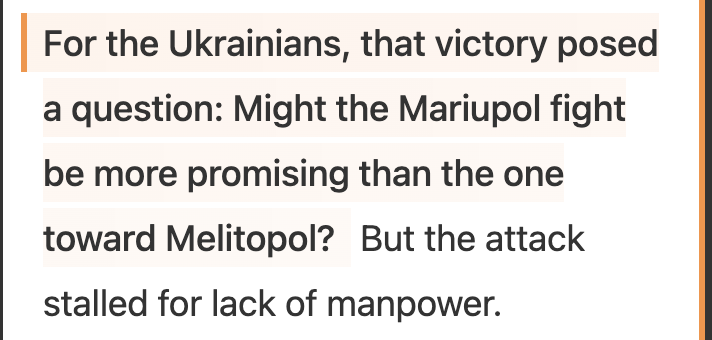 For the Ukrainians, that victory posed
a question: Might the Mariupol fight
be more promising than the one
toward Melitopol? But the attack
stalled for lack of manpower.